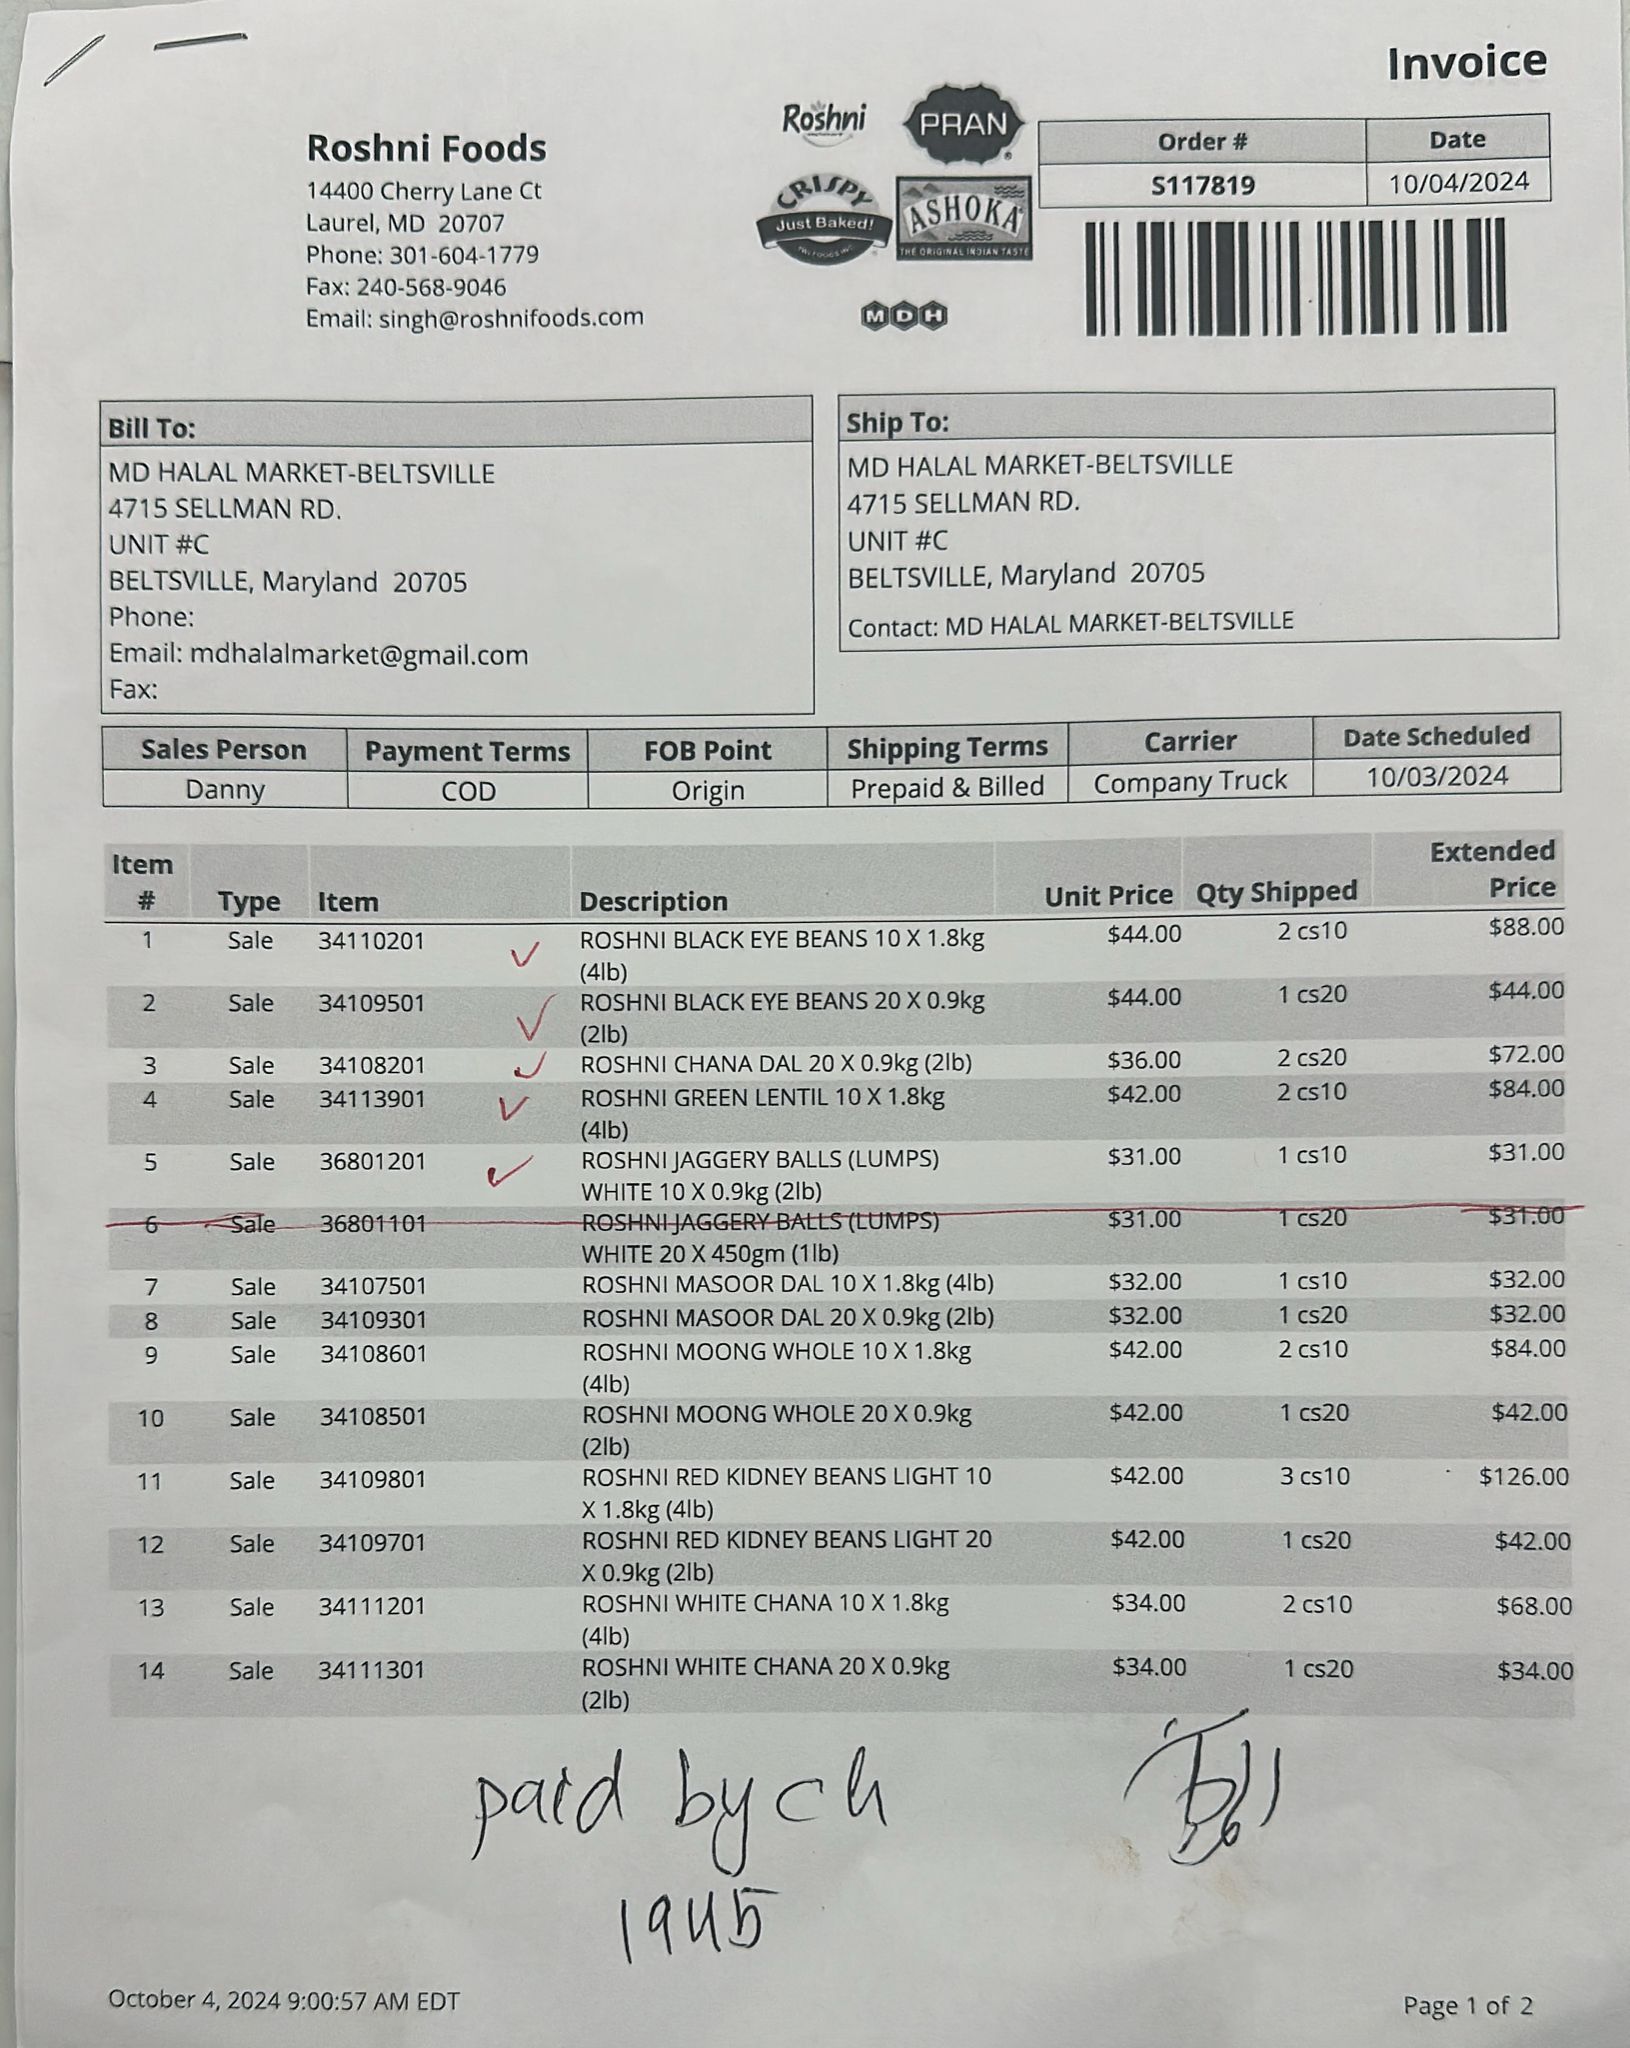 Invoice
Roshni Foods
14400 Cherry Lane Ct
Laurel, MD 20707
Phone: 301-604-1779
Fax: 240-568-9046
Email: singh@roshnifoods.com
Roshni
PRAN
CRISPY
Just Baked!
ASHOKA
THE ORIGINAL INDIAN TASTE
MDH
Order # Date
S117819 10/04/2024
Bill To:
MD HALAL MARKET-BELTSVILLE
4715 SELLMAN RD.
UNIT #C
BELTSVILLE, Maryland 20705
Phone:
Email: mdhalalmarket@gmail.com
Fax:
Ship To:
MD HALAL MARKET-BELTSVILLE
4715 SELLMAN RD.
UNIT #C
BELTSVILLE, Maryland 20705
Contact: MD HALAL MARKET-BELTSVILLE
Sales Person Payment Terms FOB Point Shipping Terms Carrier Date Scheduled
Danny COD Origin Prepaid & Billed Company Truck 10/03/2024
Item # Type Item Description Unit Price Qty Shipped Extended Price
1 Sale 34110201 ROSHNI BLACK EYE BEANS 10 X 1.8kg $44.00 2 cs10 $88.00
(4lb)
2 Sale 34109501 ROSHNI BLACK EYE BEANS 20 X 0.9kg $44.00 1 cs20 $44.00
(2lb)
3 Sale 34108201 ROSHNI CHANA DAL 20 X 0.9kg (2lb) $36.00 2 cs20 $72.00
4 Sale 34113901 ROSHNI GREEN LENTIL 10 X 1.8kg $42.00 2 cs10 $84.00
(4lb)
5 Sale 36801201 ROSHNI JAGGERY BALLS (LUMPS) $31.00 1 cs10 $31.00
WHITE 10 X 0.9kg (2lb)
6 Sale 36801101 ROSHNI JAGGERY BALLS (LUMPS) $31.00 1 cs20 $31.00
WHITE 20 X 450gm (1lb)
7 Sale 34107501 ROSHNI MASOOR DAL 10 X 1.8kg (4lb) $32.00 1 cs10 $32.00
8 Sale 34109301 ROSHNI MASOOR DAL 20 X 0.9kg (2lb) $32.00 1 cs20 $32.00
9 Sale 34108601 ROSHNI MOONG WHOLE 10 X 1.8kg $42.00 2 cs10 $84.00
(4lb)
10 Sale 34108501 ROSHNI MOONG WHOLE 20 X 0.9kg $42.00 1 cs20 $42.00
(2lb)
11 Sale 34109801 ROSHNI RED KIDNEY BEANS LIGHT 10 $42.00 3 cs10 $126.00
X 1.8kg (4lb)
12 Sale 34109701 ROSHNI RED KIDNEY BEANS LIGHT 20 $42.00 1 cs20 $42.00
X 0.9kg (2lb)
13 Sale 34111201 ROSHNI WHITE CHANA 10 X 1.8kg $34.00 2 cs10 $68.00
(4lb)
14 Sale 34111301 ROSHNI WHITE CHANA 20 X 0.9kg $34.00 1 cs20 $34.00
(2lb)
paid by ch
1945
October 4, 2024 9:00:57 AM EDT
Page 1 of 2